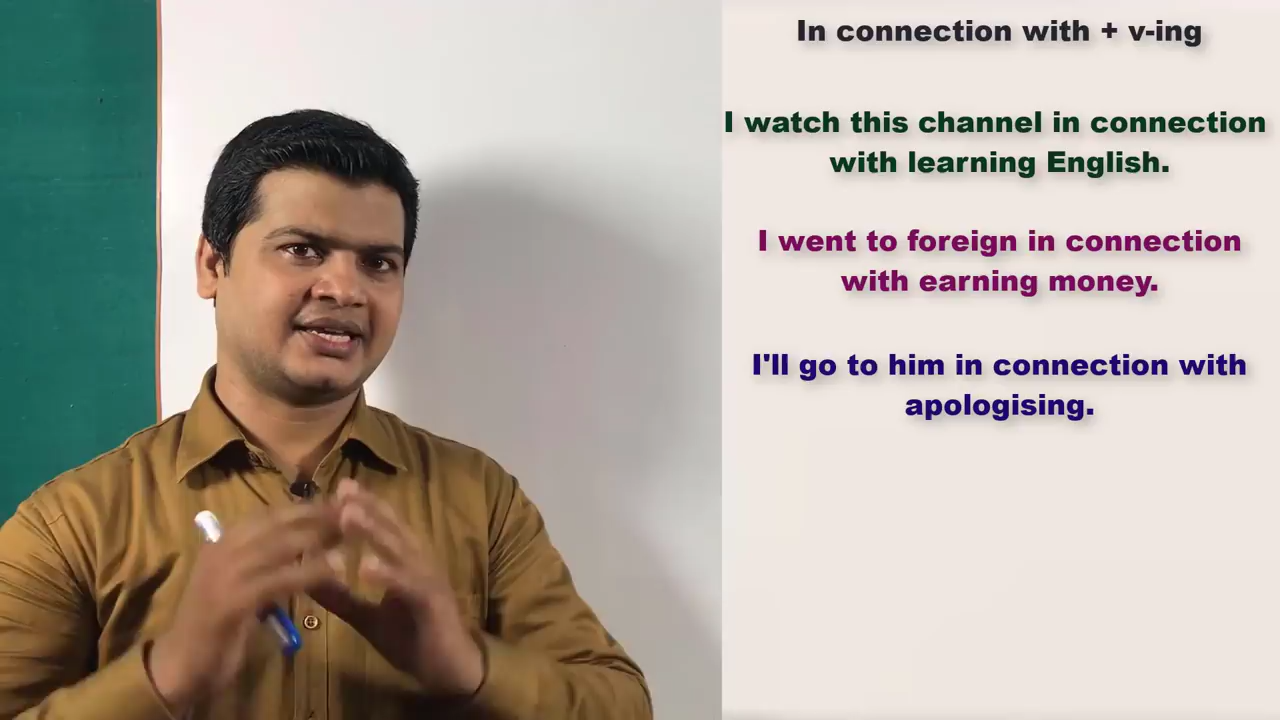 In connection with + v-ing
I watch this channel in connection
with learning English.
I went to foreign in connection
with earning money.
I'll go to him in connection with
apologising.